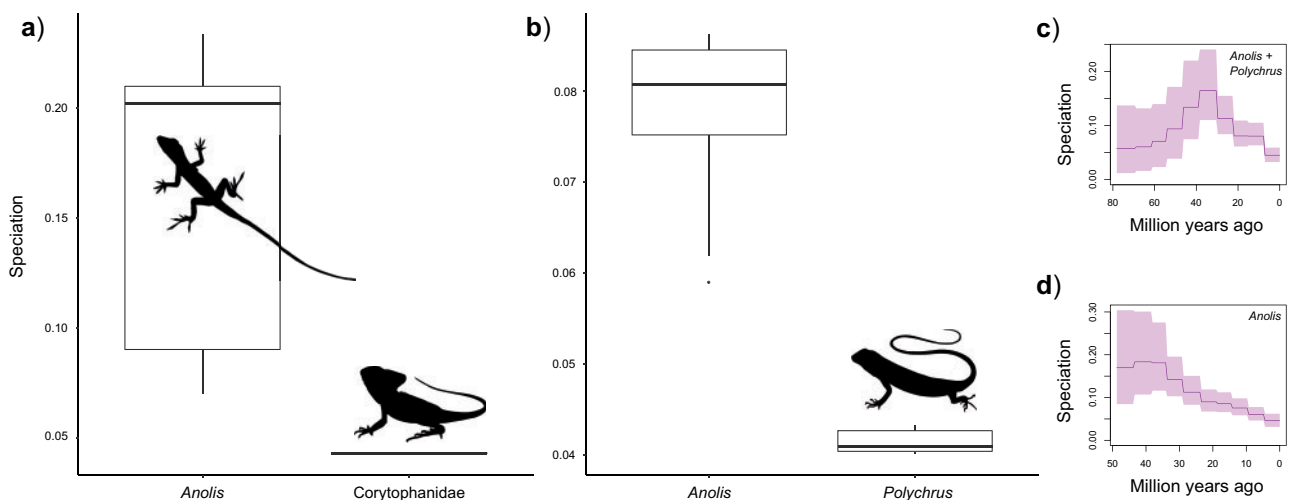 a)
Speciation
0.20
0.15
0.10
0.05
Anolis
Corytophanidae
b)
0.08
0.07
0.06
0.05
0.04
Anolis
Polychrus
c)
Speciation
0.20
0.10
0.00
Anolis +
Polychrus
80 60 40 20 0
Million years ago
d)
Speciation
0.30
0.20
0.10
0.00
Anolis
50 40 30 20 10 0
Million years ago